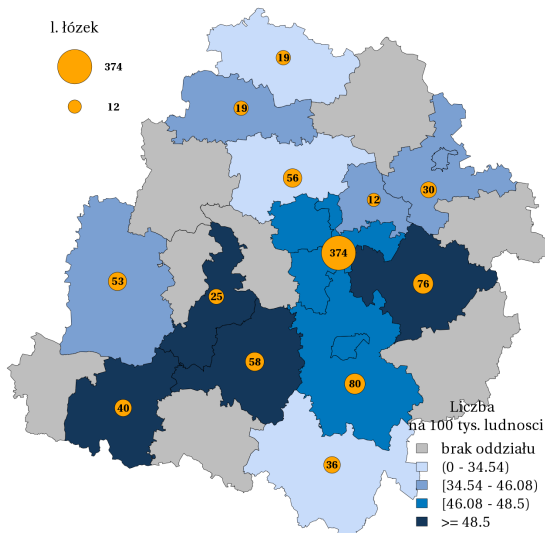 l. łózek
374
12
19
19
56
30
12
374
53
76
25
58
80
40
36
Liczba
na 100 tys. ludnosci
brak oddziału
(0 - 34.54)
[34.54 - 46.08)
[46.08 - 48.5)
>= 48.5